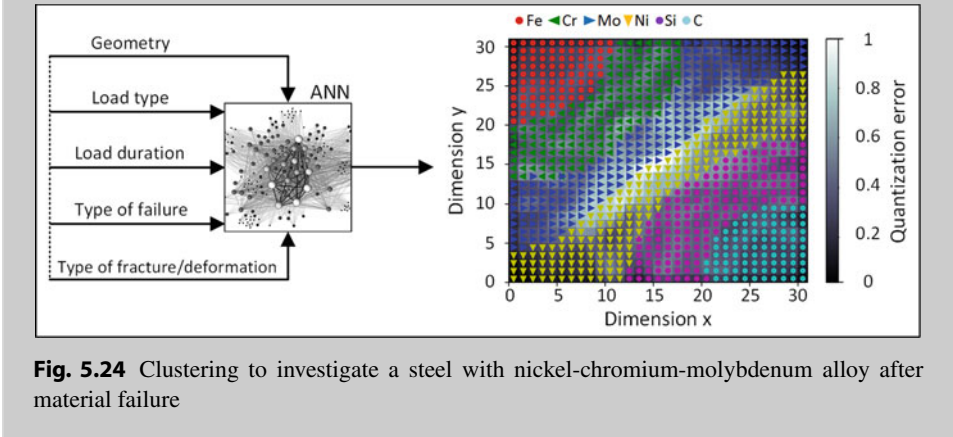 Geometry
Load type
Load duration
Type of failure
Type of fracture/deformation
ANN
Fe Cr Mo Ni Si C
Dimension y
30
25
20
15
10
5
0
0 5 10 15 20 25 30
Dimension x
1
0.8
0.6
0.4
0.2
0
Quantization error
Fig. 5.24 Clustering to investigate a steel with nickel-chromium-molybdenum alloy after
material failure